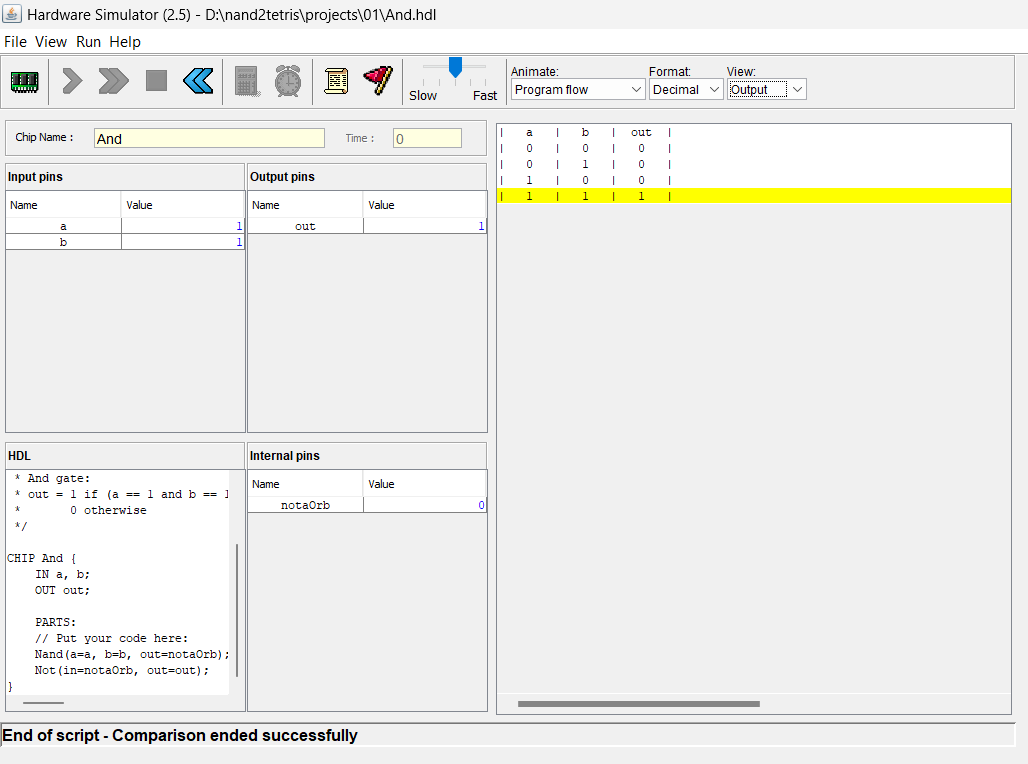 Hardware Simulator (2.5) - D:\nand2tetris\projects\01\And.hdl
File View Run Help
Slow Fast
Animate: Format: View:
Program flow Decimal Output
Chip Name : And Time : 0
Input pins
Name Value
a 1
b 1
Output pins
Name Value
out 1
HDL
* And gate:
* out = 1 if (a == 1 and b == 1
* 0 otherwise
*/
CHIP And {
IN a, b;
OUT out;
PARTS:
// Put your code here:
Nand(a=a, b=b, out=notaOrb);
Not(in=notaOrb, out=out);
}
Internal pins
Name Value
notaOrb 0
| a | b | out |
| 0 | 0 | 0 |
| 0 | 1 | 0 |
| 1 | 0 | 0 |
| 1 | 1 | 1 |
End of script - Comparison ended successfully